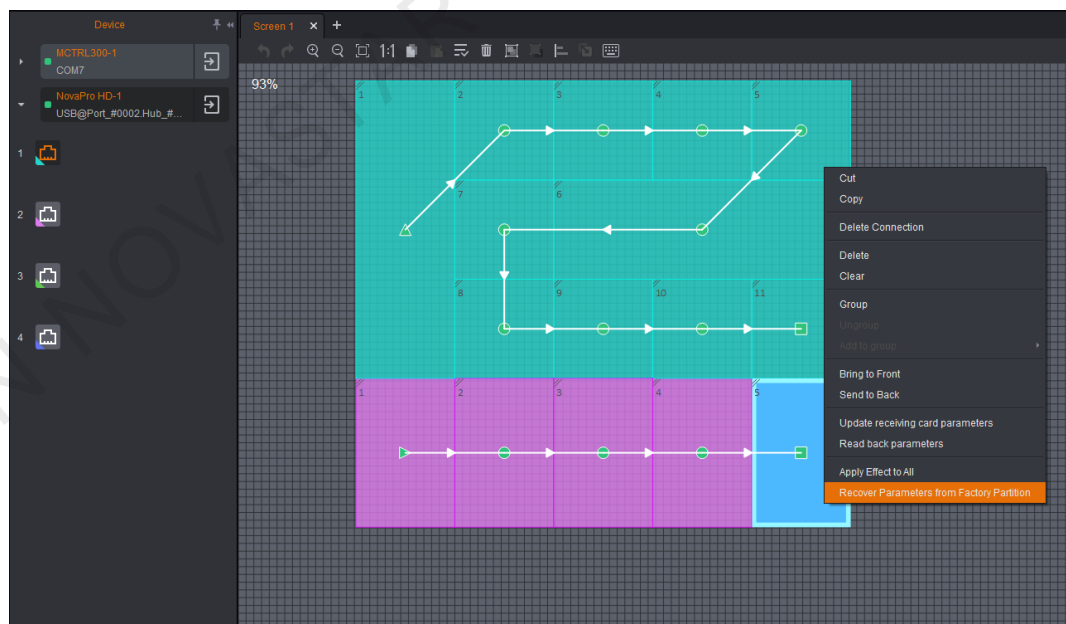 Device
Screen 1
MCTRL300-1
COM7
NovaPro HD-1
USB@Port_#0002.Hub_#...
1
2
3
4
1:1
93%
1
2
3
4
5
7
6
8
9
10
11
1
2
3
4
5
Cut
Copy
Delete Connection
Delete
Clear
Group
Ungroup
Add to group
Bring to Front
Send to Back
Update receiving card parameters
Read back parameters
Apply Effect to All
Recover Parameters from Factory Partition